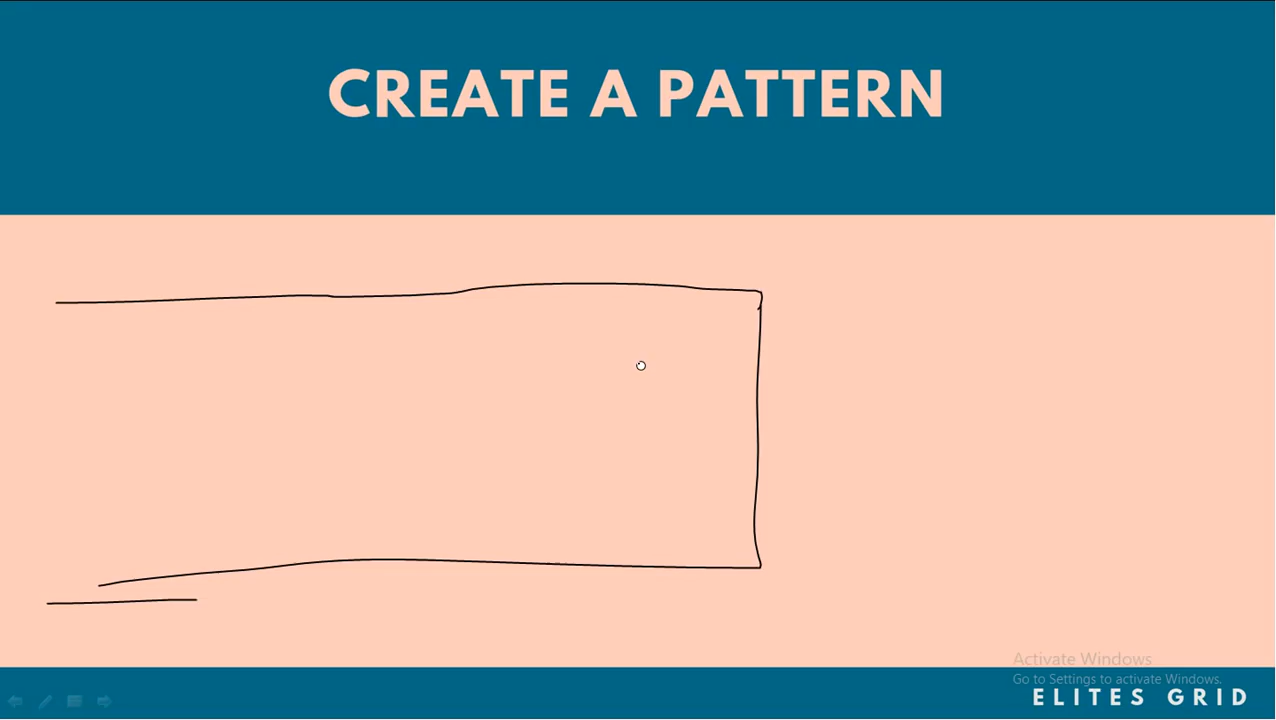 CREATE A PATTERN
Activate Windows
Go to Settings to activate Windows.
ELITES GRID